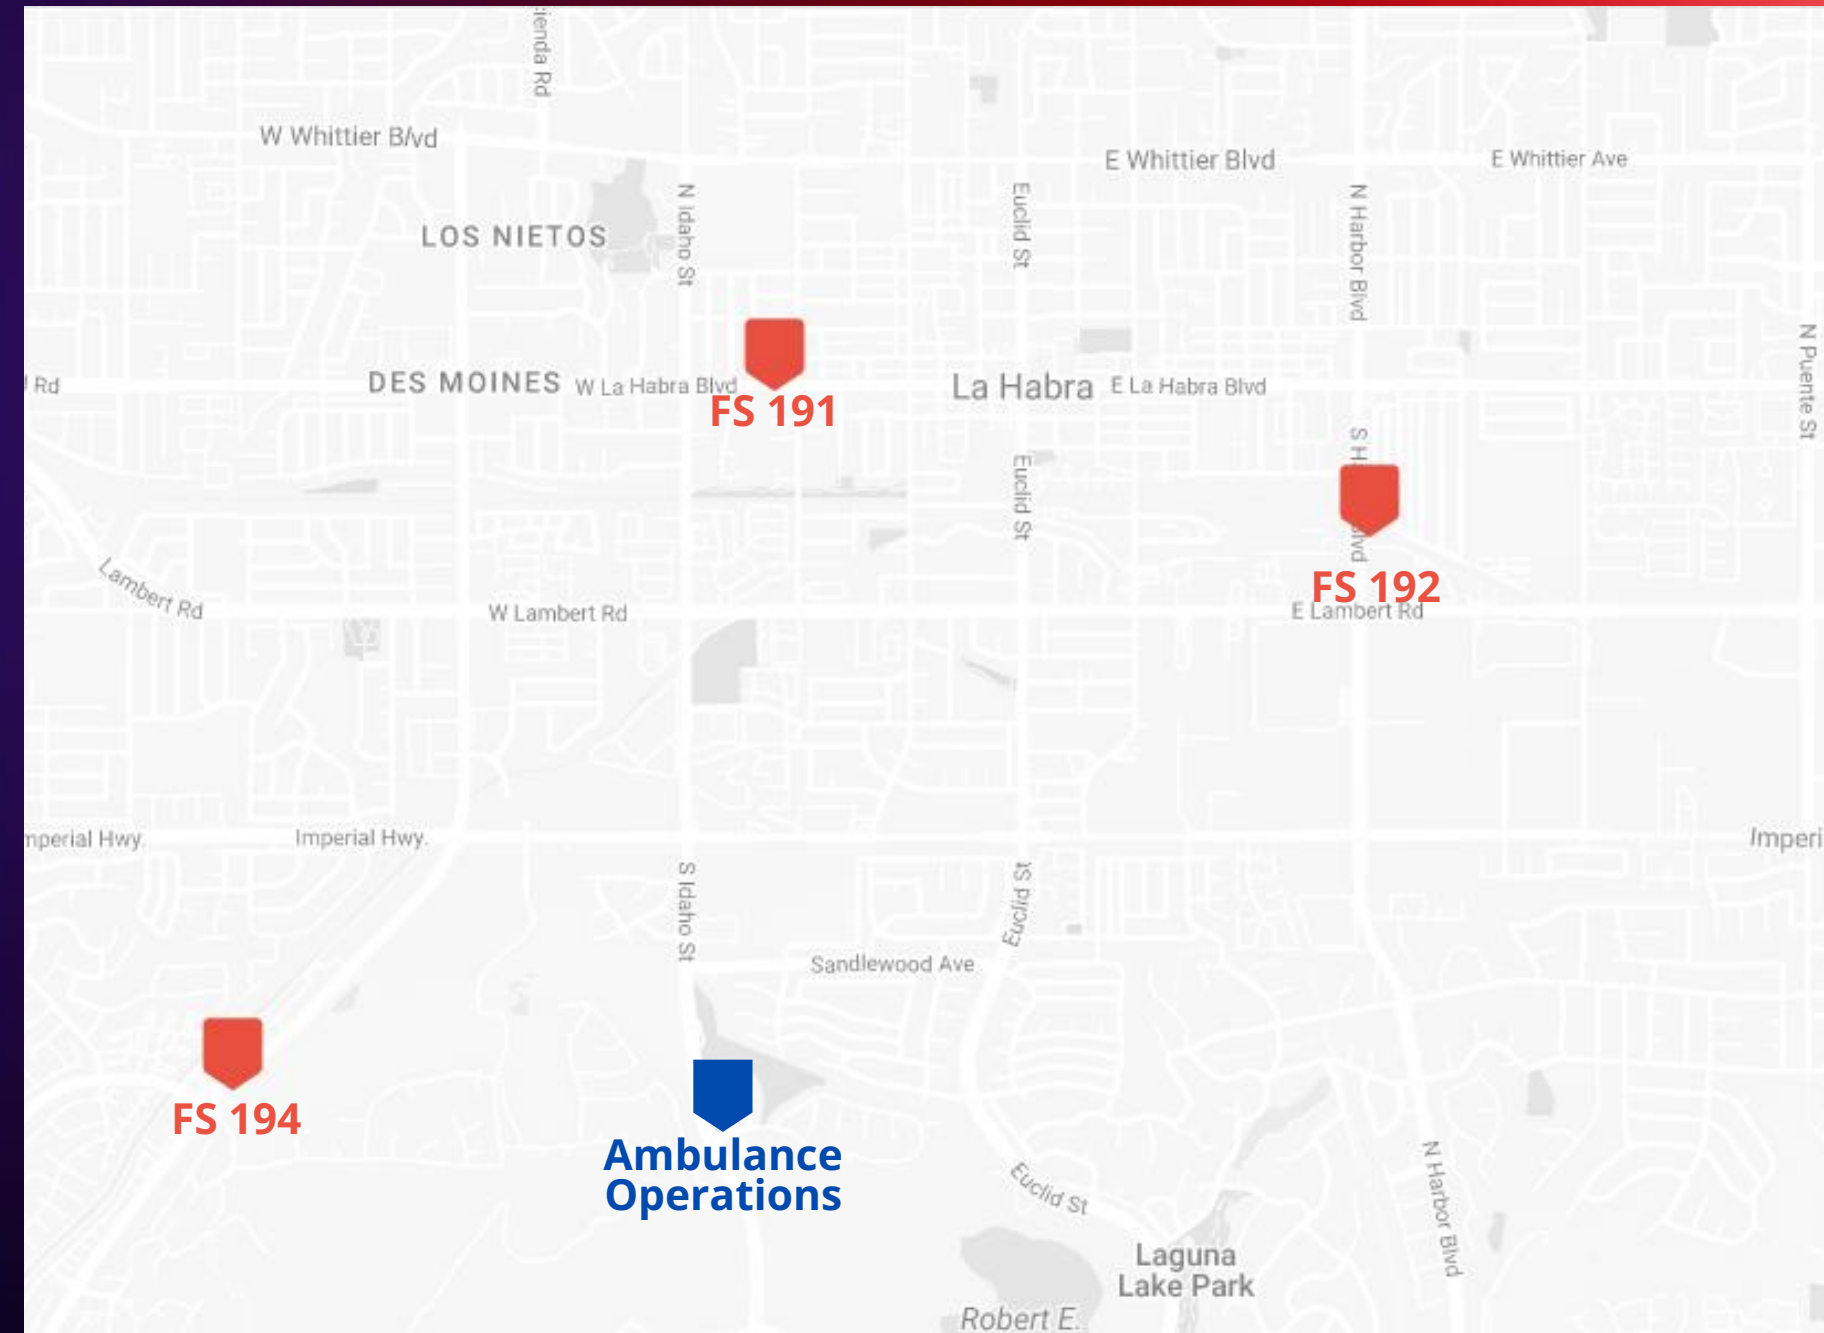 ienda Rd
W Whittier Blvd
E Whittier Blvd
E Whittier Ave
N Idaho St
Euclid St
N Harbor Blvd
LOS NIETOS
N Puente St
Rd
DES MOINES
W La Habra Blvd
FS 191
La Habra
E La Habra Blvd
S H
lvd
Euclid St
FS 192
Lambert Rd
W Lambert Rd
E Lambert Rd
mperial Hwy.
Imperial Hwy.
Imperi
S Idaho St
Euclid St
Sandlewood Ave
FS 194
Ambulance
Operations
Euclid St
N Harbor Blvd
Laguna
Lake Park
Robert E.